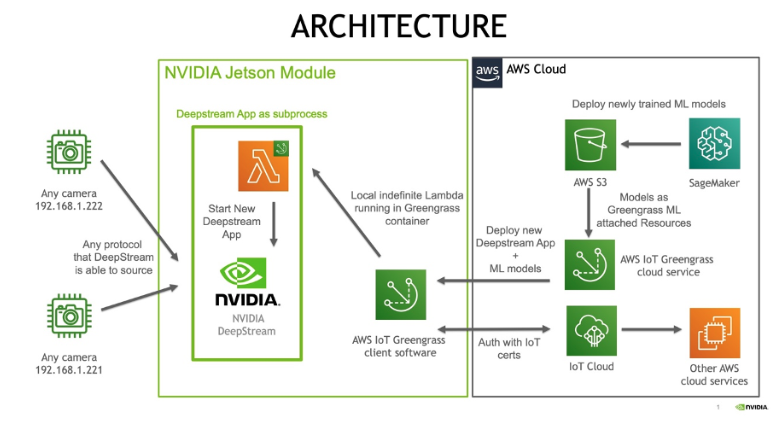 ARCHITECTURE
NVIDIA Jetson Module
aws
AWS Cloud
Deepstream App as subprocess
Deploy newly trained ML models
Any camera
192.168.1.222
Start New
Deepstream
App
Local indefinite Lambda
running in Greengrass
container
AWS S3
SageMaker
Models as
Greengrass ML
attached Resources
Any protocol
that DeepStream
is able to source
Deploy new
Deepstream App
+
ML models
AWS IoT Greengrass
cloud service
NVIDIA.
NVIDIA
DeepStream
AWS IoT Greengrass
client software
Auth with IoT
certs
IoT Cloud
Other AWS
cloud services
Any camera
192.168.1.221
1
NVIDIA.